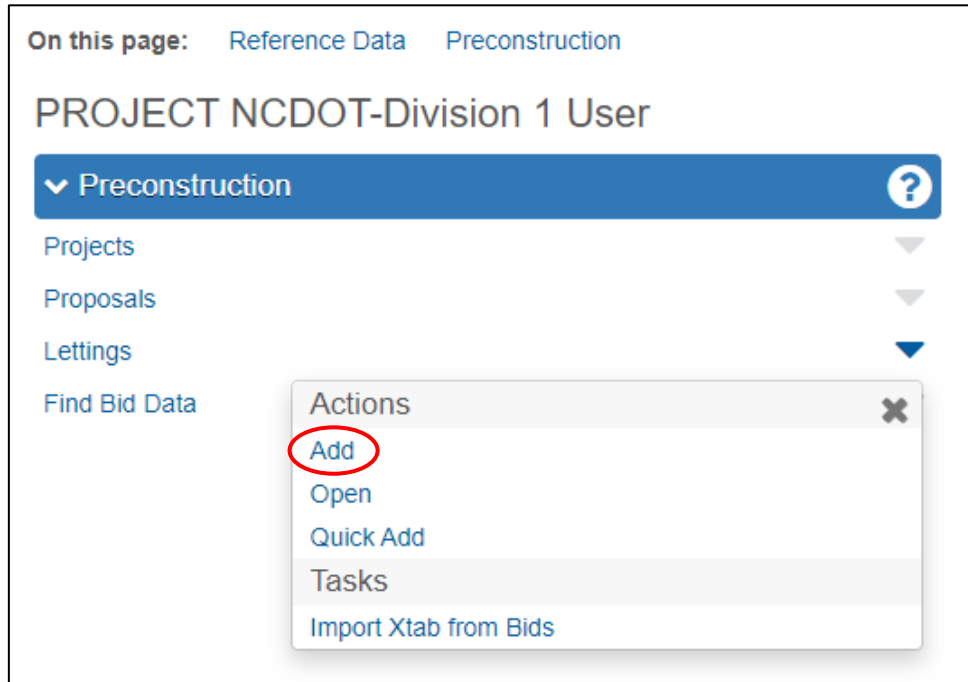 On this page: Reference Data Preconstruction
PROJECT NCDOT-Division 1 User
Preconstruction ?
Projects
Proposals
Lettings
Find Bid Data
Actions
Add
Open
Quick Add
Tasks
Import Xtab from Bids